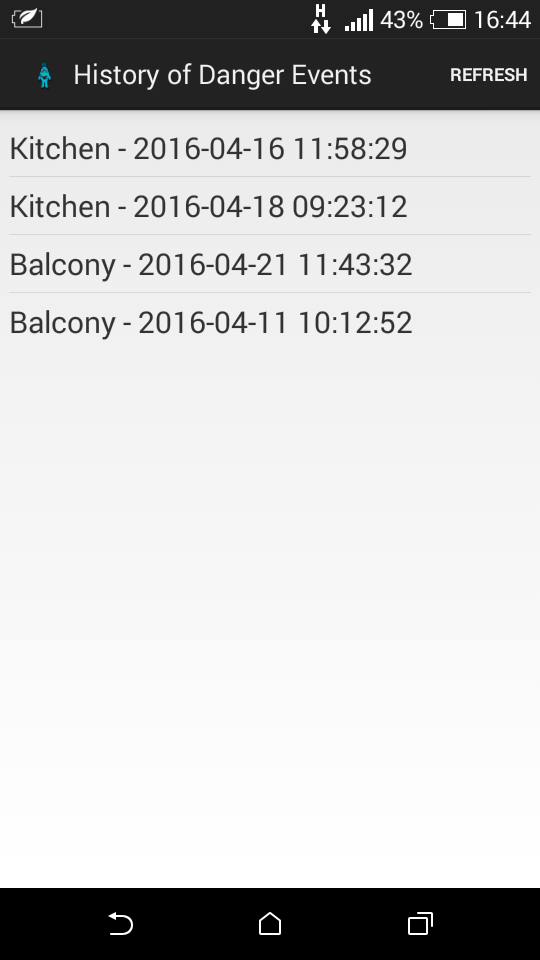 H 43% 16:44
History of Danger Events REFRESH
Kitchen - 2016-04-16 11:58:29
Kitchen - 2016-04-18 09:23:12
Balcony - 2016-04-21 11:43:32
Balcony - 2016-04-11 10:12:52